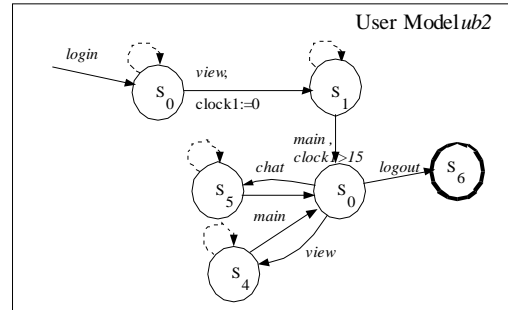 User Model ub2
login
view,
clock1:=0
S0
S1
main ,
clock1>15
chat
S5
S0
logout
S6
main
view
S4